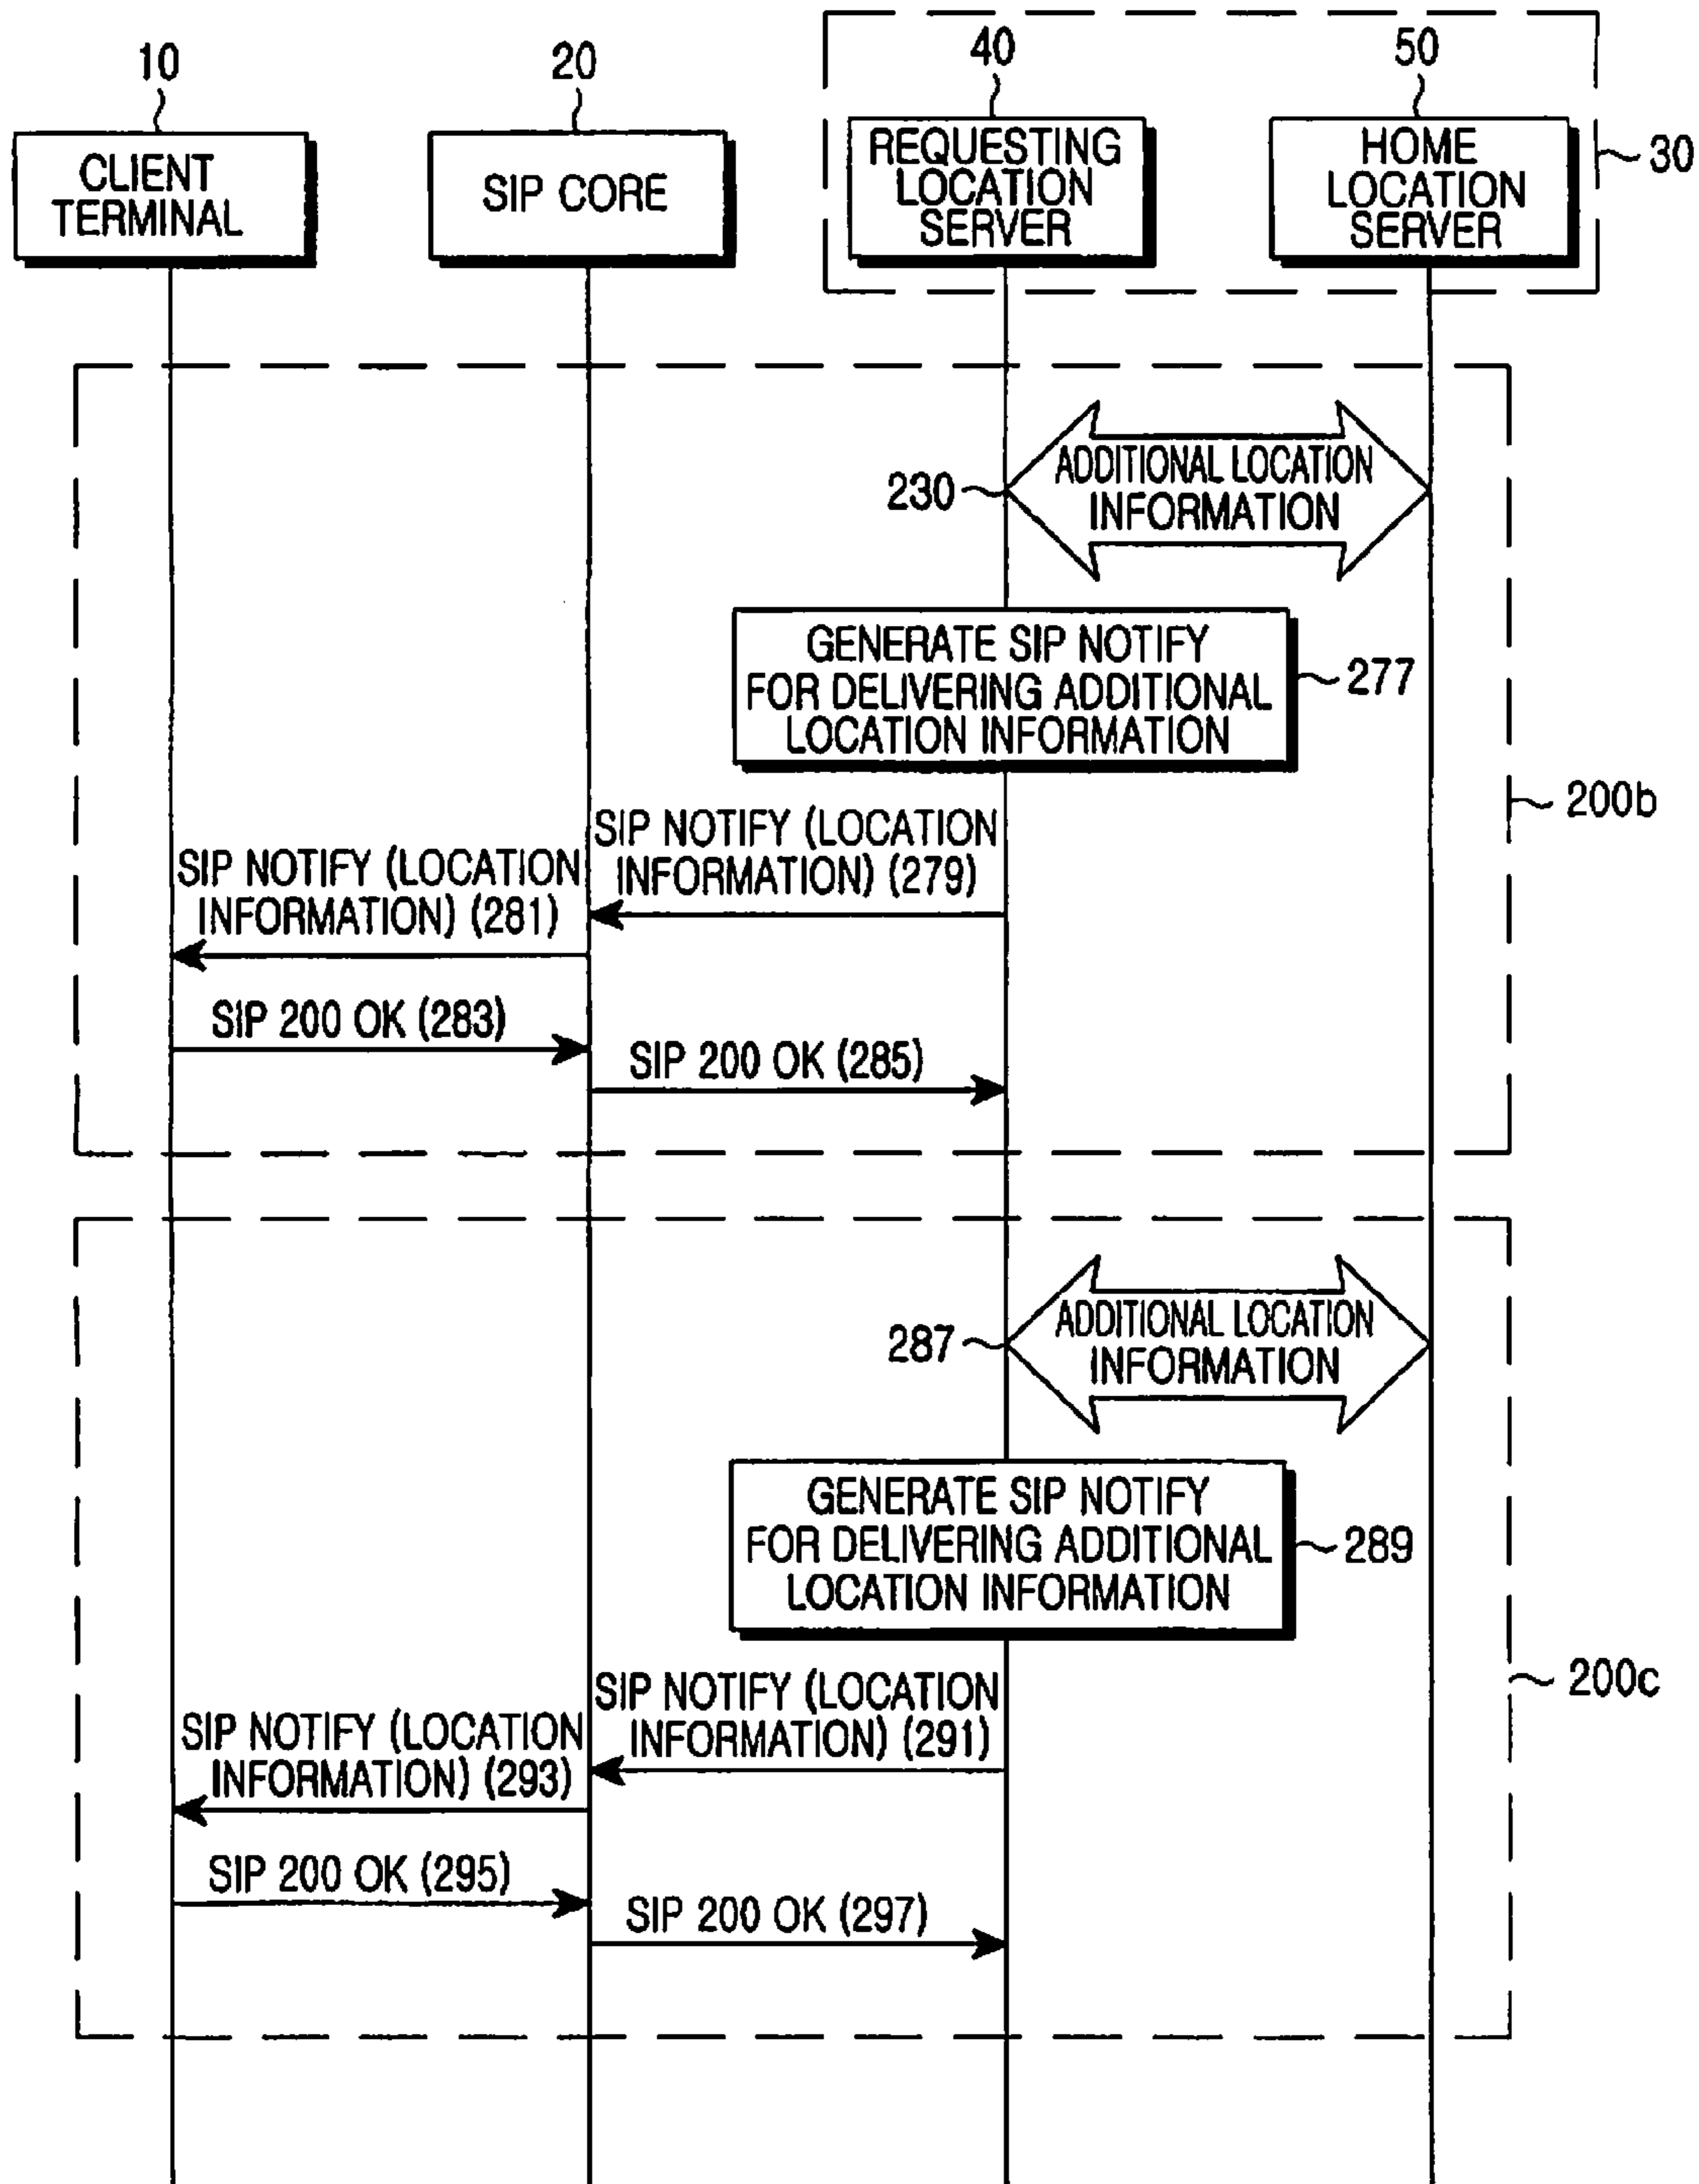 10
20
40
50
CLIENT
TERMINAL
SIP CORE
REQUESTING
LOCATION
SERVER
HOME
LOCATION
SERVER
30
230
ADDITIONAL LOCATION
INFORMATION
GENERATE SIP NOTIFY
FOR DELIVERING ADDITIONAL
LOCATION INFORMATION
277
200b
SIP NOTIFY (LOCATION
INFORMATION) (279)
SIP NOTIFY (LOCATION
INFORMATION) (281)
SIP 200 OK (283)
SIP 200 OK (285)
287
ADDITIONAL LOCATION
INFORMATION
GENERATE SIP NOTIFY
FOR DELIVERING ADDITIONAL
LOCATION INFORMATION
289
200c
SIP NOTIFY (LOCATION
INFORMATION) (291)
SIP NOTIFY (LOCATION
INFORMATION) (293)
SIP 200 OK (295)
SIP 200 OK (297)